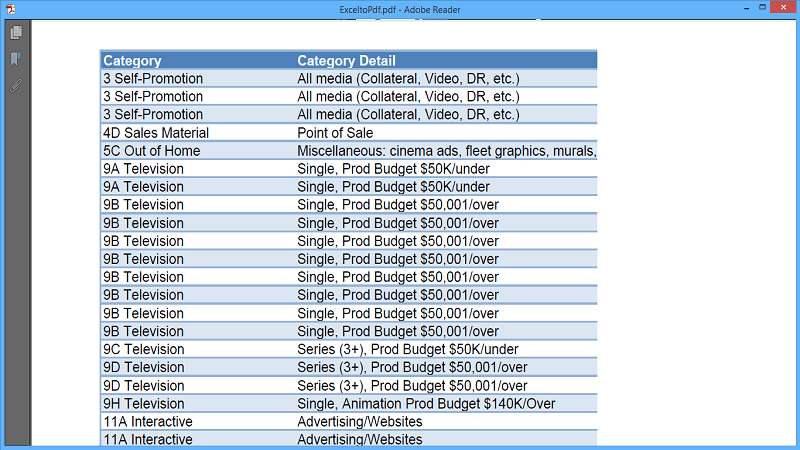 ExceltoPdf.pdf - Adobe Reader
Category Category Detail
3 Self-Promotion All media (Collateral, Video, DR, etc.)
3 Self-Promotion All media (Collateral, Video, DR, etc.)
3 Self-Promotion All media (Collateral, Video, DR, etc.)
4D Sales Material Point of Sale
5C Out of Home Miscellaneous: cinema ads, fleet graphics, murals,
9A Television Single, Prod Budget $50K/under
9A Television Single, Prod Budget $50K/under
9B Television Single, Prod Budget $50,001/over
9B Television Single, Prod Budget $50,001/over
9B Television Single, Prod Budget $50,001/over
9B Television Single, Prod Budget $50,001/over
9B Television Single, Prod Budget $50,001/over
9B Television Single, Prod Budget $50,001/over
9B Television Single, Prod Budget $50,001/over
9B Television Single, Prod Budget $50,001/over
9C Television Series (3+), Prod Budget $50K/under
9D Television Series (3+), Prod Budget $50,001/over
9D Television Series (3+), Prod Budget $50,001/over
9H Television Single, Animation Prod Budget $140K/Over
11A Interactive Advertising/Websites
11A Interactive Advertising/Websites